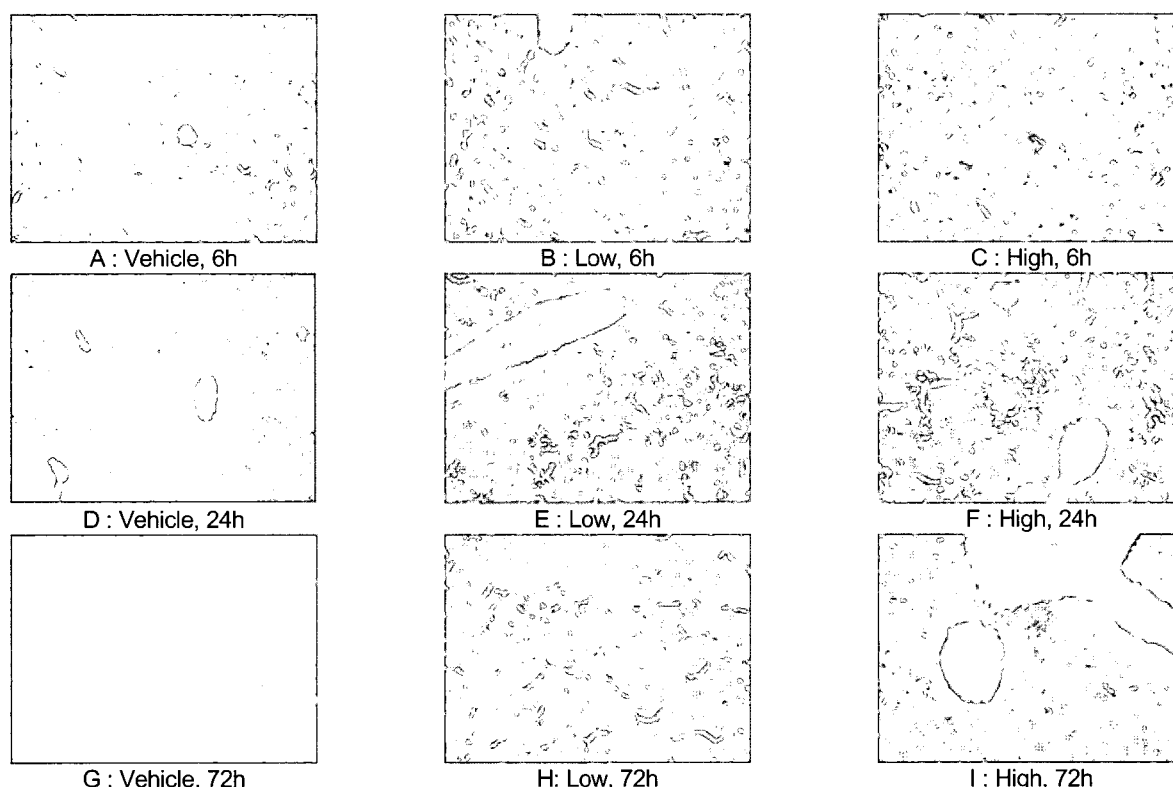 A : Vehicle, 6h
B : Low, 6h
C : High, 6h
D : Vehicle, 24h
E : Low, 24h
F : High, 24h
G : Vehicle, 72h
H: Low, 72h
I : High, 72h